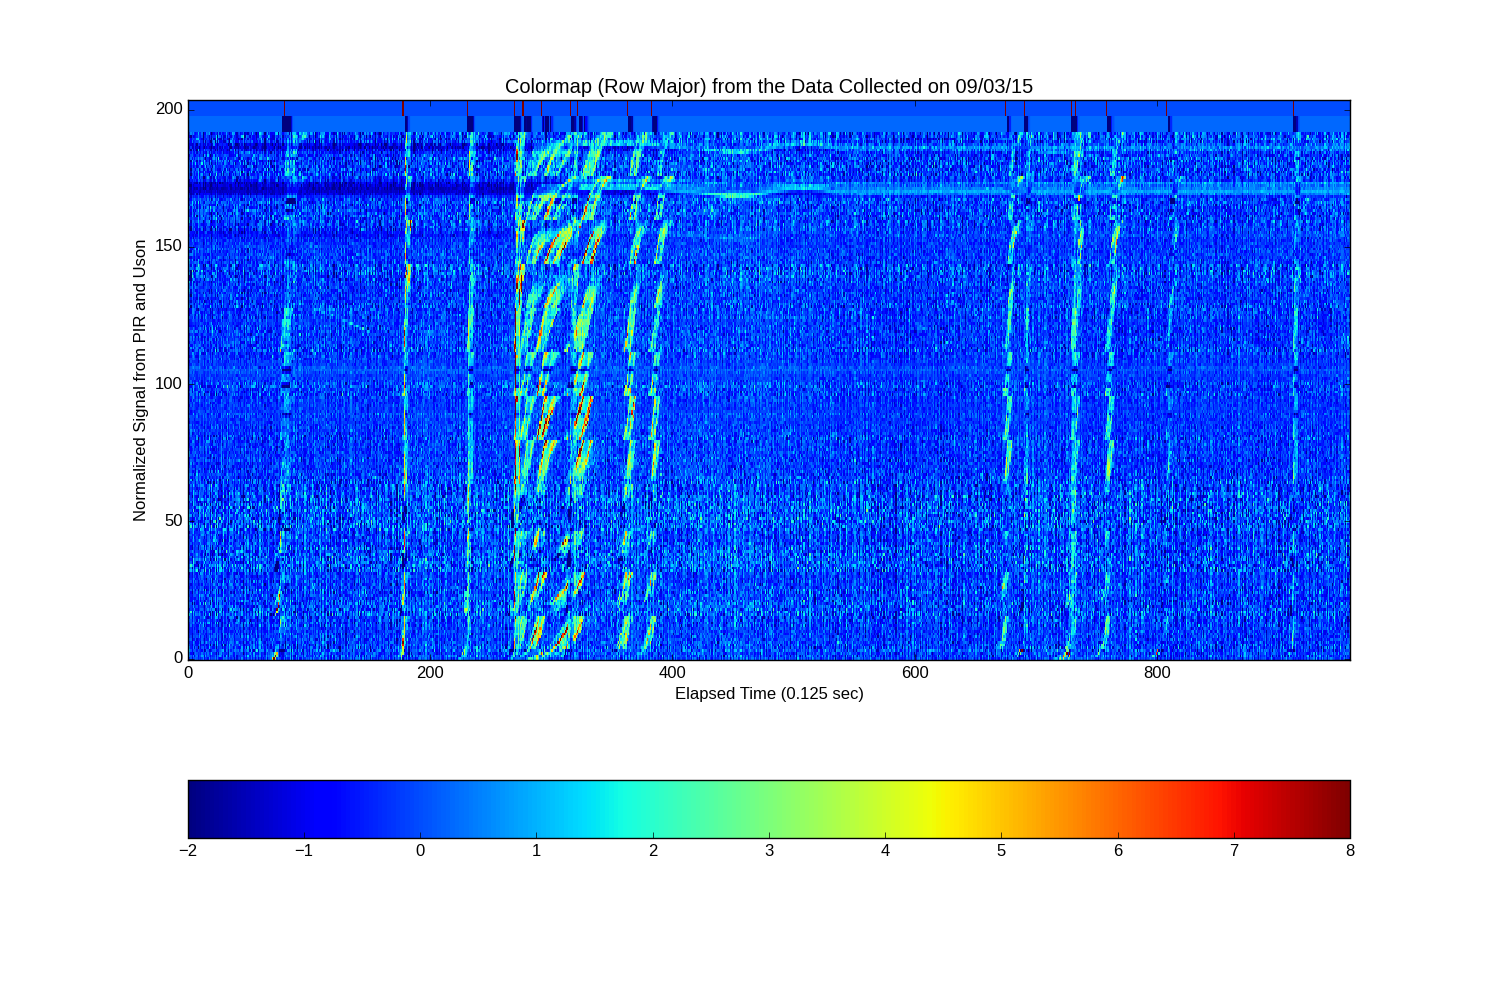 Colormap (Row Major) from the Data Collected on 09/03/15
Normalized Signal from PIR and Uson
200
150
100
50
0
0 200 400 600 800
Elapsed Time (0.125 sec)
−2 −1 0 1 2 3 4 5 6 7 8